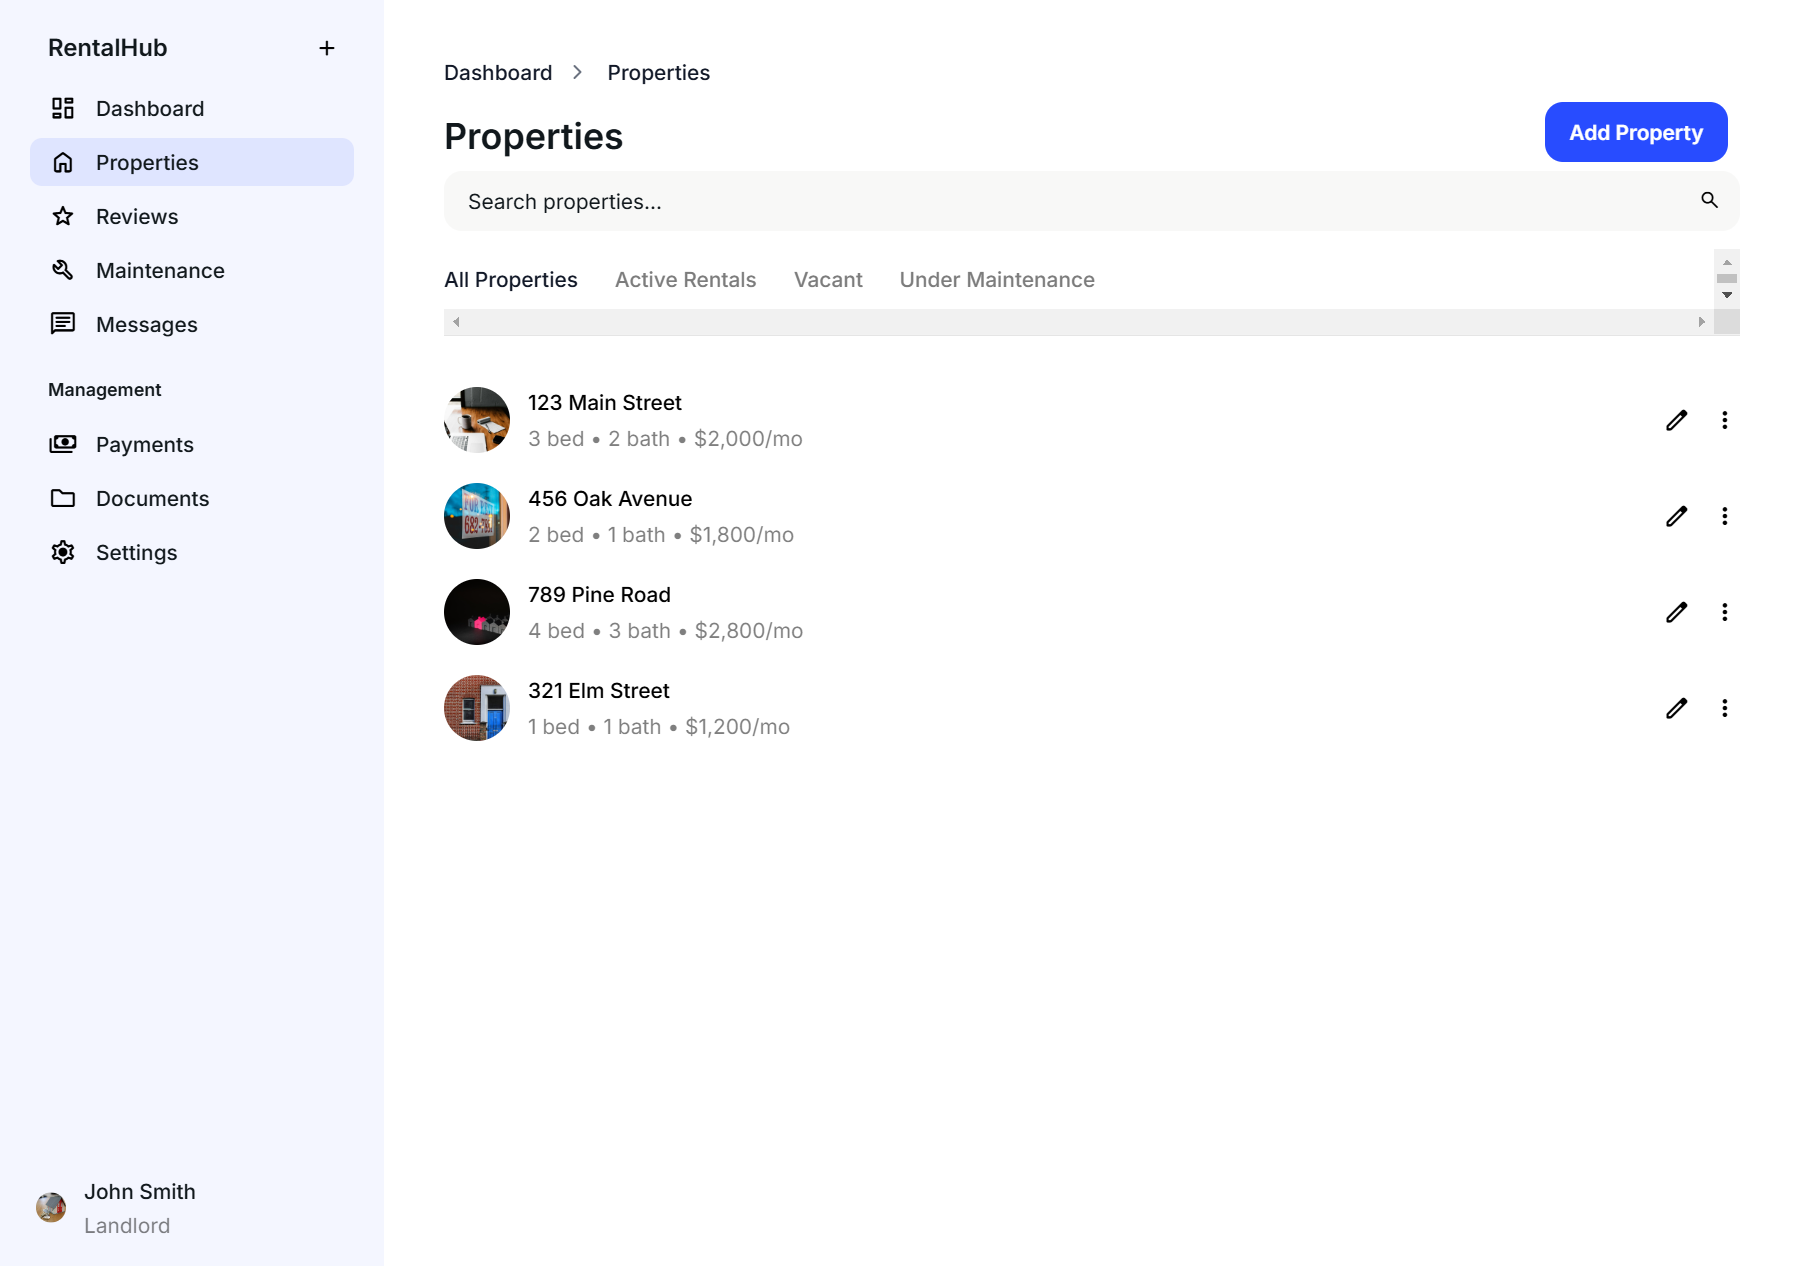 RentalHub
Dashboard
Properties
Reviews
Maintenance
Messages
Management
Payments
Documents
Settings
John Smith
Landlord
Dashboard Properties
Properties
Add Property
Search properties...
All Properties Active Rentals Vacant Under Maintenance
123 Main Street
3 bed • 2 bath • $2,000/mo
456 Oak Avenue
2 bed • 1 bath • $1,800/mo
789 Pine Road
4 bed • 3 bath • $2,800/mo
321 Elm Street
1 bed • 1 bath • $1,200/mo